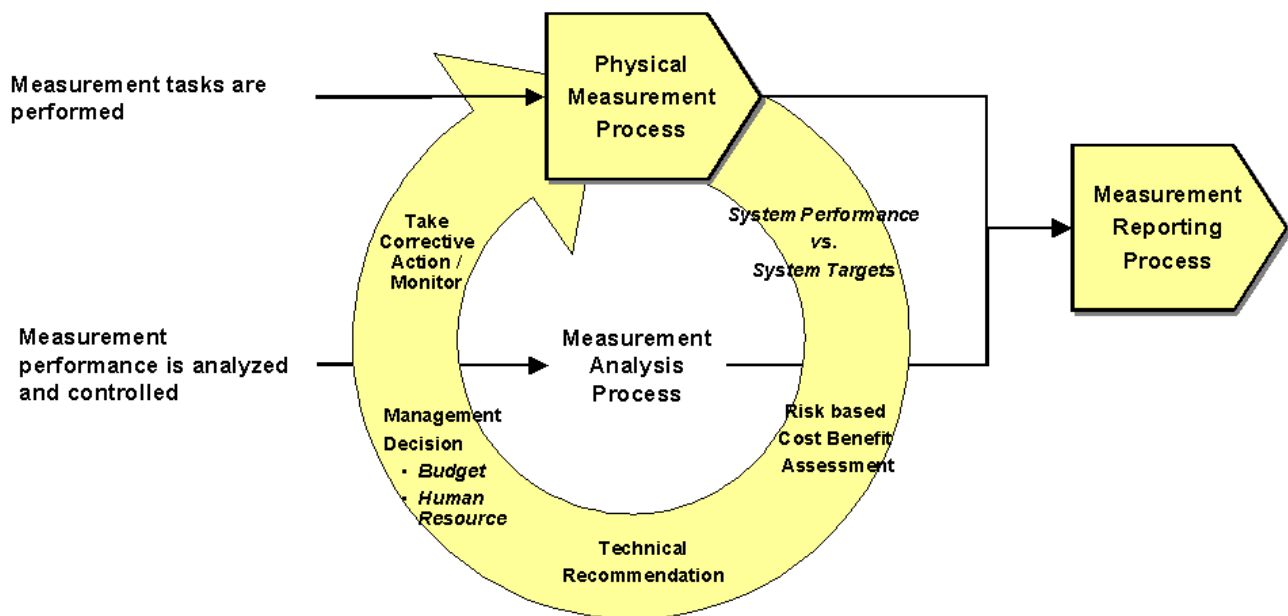 Measurement tasks are
performed
Physical
Measurement
Process
Measurement
Reporting
Process
Take
Corrective
Action /
Monitor
System Performance
vs.
System Targets
Measurement
performance is analyzed
and controlled
Measurement
Analysis
Process
Management
Decision
• Budget
• Human
Resource
Risk based
Cost Benefit
Assessment
Technical
Recommendation